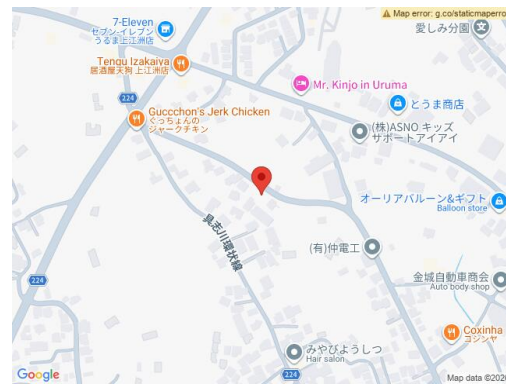 ⚠ Map error: g.co/staticmaperro
7-Eleven
セブン-イレブン
うるま上江洲店
愛しみ分園
Tengu Izakaiya
居酒屋天狗 上江洲店
Mr. Kinjo in Uruma
とうま商店
224
Guccchon's Jerk Chicken
ぐっちょんの
ジャークチキン
(株)ASNO キッズ
サポートアイアイ
オーリアバルーン&ギフト
Balloon store
具志川環状線
(有)仲電工
224
金城自動車商会
Auto body shop
224
Coxinha
コシンヤ
みやびようしつ
Hair salon
Google
Map data ©202